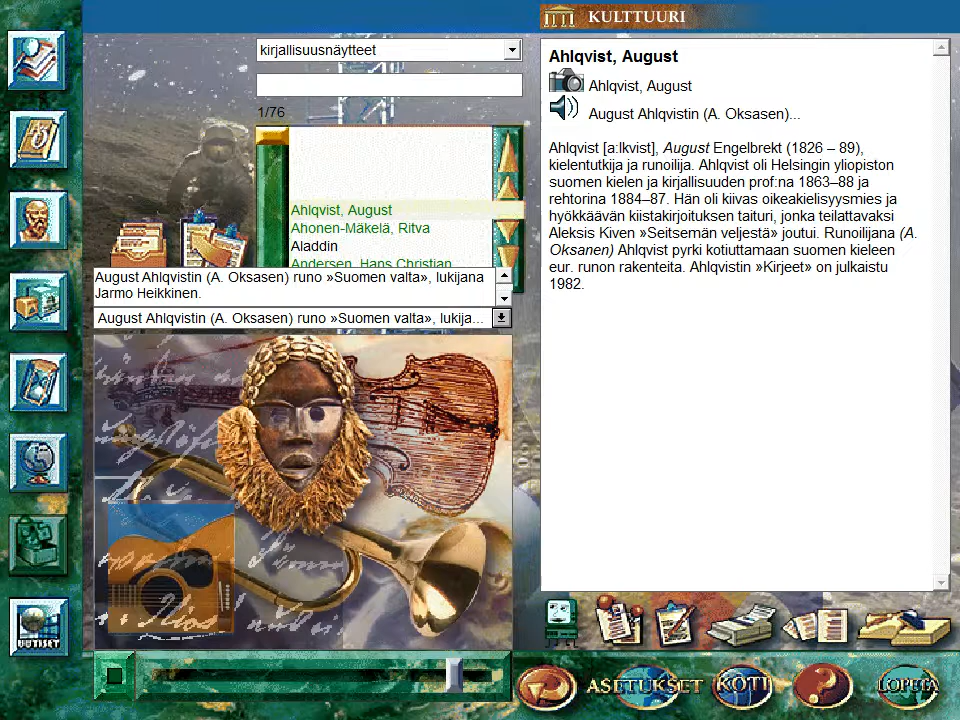 KULTTUURI
kirjallisuusnäytteet
1/76
Ahlqvist, August
Ahonen-Mäkelä, Ritva
Aladdin
Andersen, Hans Christian
August Ahlqvistin (A. Oksasen) runo »Suomen valta», lukijana
Jarmo Heikkinen.
August Ahlqvistin (A. Oksasen) runo »Suomen valta», lukija...
Ahlqvist, August
Ahlqvist, August
August Ahlqvistin (A. Oksasen)...
Ahlqvist [a:lkvist], August Engelbrekt (1826 – 89),
kielentutkija ja runoilija. Ahlqvist oli Helsingin yliopiston
suomen kielen ja kirjallisuuden prof:na 1863–88 ja
rehtorina 1884–87. Hän oli kiivas oikeakielisyysmies ja
hyökkäävän kiistakirjoituksen taituri, jonka teilattavaksi
Aleksis Kiven »Seitsemän veljestä» joutui. Runoilijana (A.
Oksanen) Ahlqvist pyrki kotiuttamaan suomen kieleen
eur. runon rakenteita. Ahlqvistin »Kirjeet» on julkaistu
1982.
UUTISET
ASETUKSET
KOTI
?
LOPETA